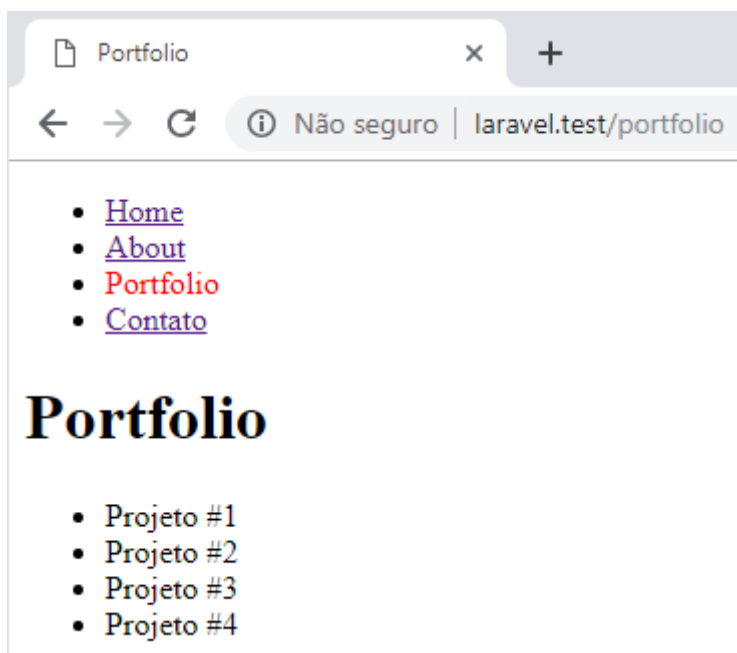 Portfolio
Não seguro | laravel.test/portfolio
Home
About
Portfolio
Contato
Portfolio
Projeto #1
Projeto #2
Projeto #3
Projeto #4